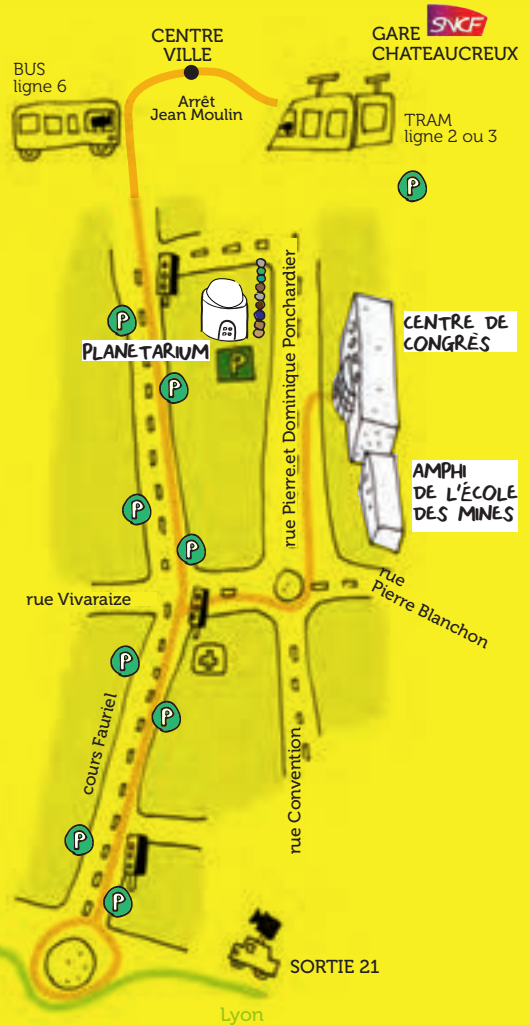 CENTRE
VILLE
GARE SNCF
CHATEAUCREUX
BUS
ligne 6
Arrêt
Jean Moulin
TRAM
ligne 2 ou 3
P
P
PLANETARIUM
P
P
rue Pierre.et Dominique Ponchardier
CENTRE DE
CONGRÈS
AMPHI
DE L'ÉCOLE
DES MINES
P
P
rue Vivaraize
rue
Pierre Blanchon
P
P
cours Fauriel
rue Convention
P
P
SORTIE 21
Lyon